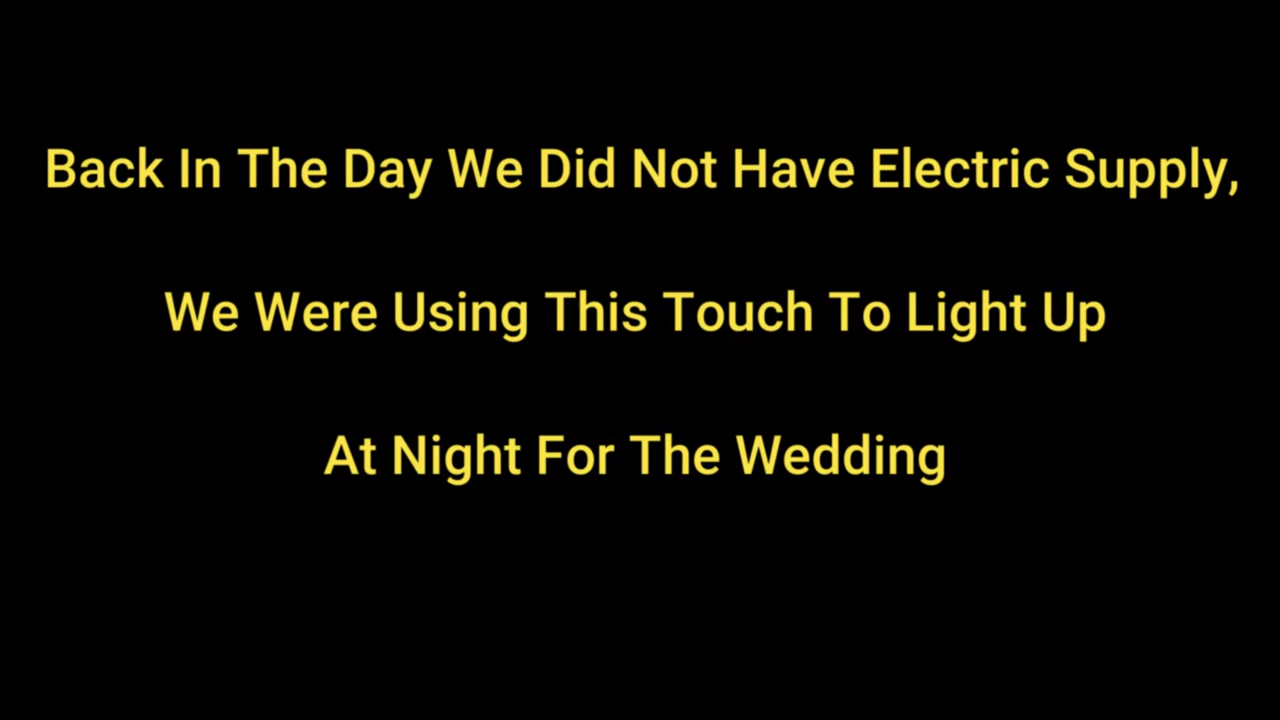 Back In The Day We Did Not Have Electric Supply,
We Were Using This Touch To Light Up
At Night For The Wedding